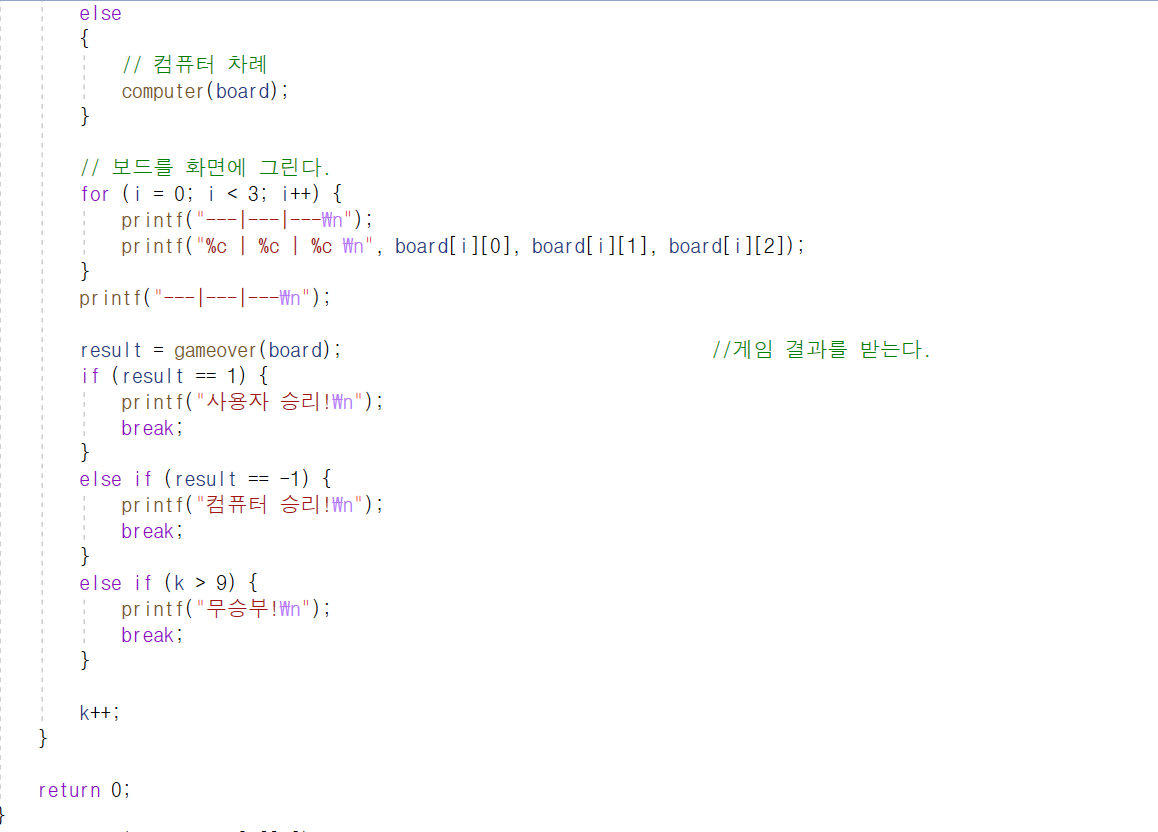 else
{
// 컴퓨터 차례
computer(board);
}
// 보드를 화면에 그린다.
for (i = 0; i < 3; i++) {
printf("---|---|---₩n");
printf("%c | %c | %c ₩n", board[i][0], board[i][1], board[i][2]);
}
printf("---|---|---₩n");
result = gameover(board); //게임 결과를 받는다.
if (result == 1) {
printf("사용자 승리!₩n");
break;
}
else if (result == -1) {
printf("컴퓨터 승리!₩n");
break;
}
else if (k > 9) {
printf("무승부!₩n");
break;
}
k++;
}
return 0;
}